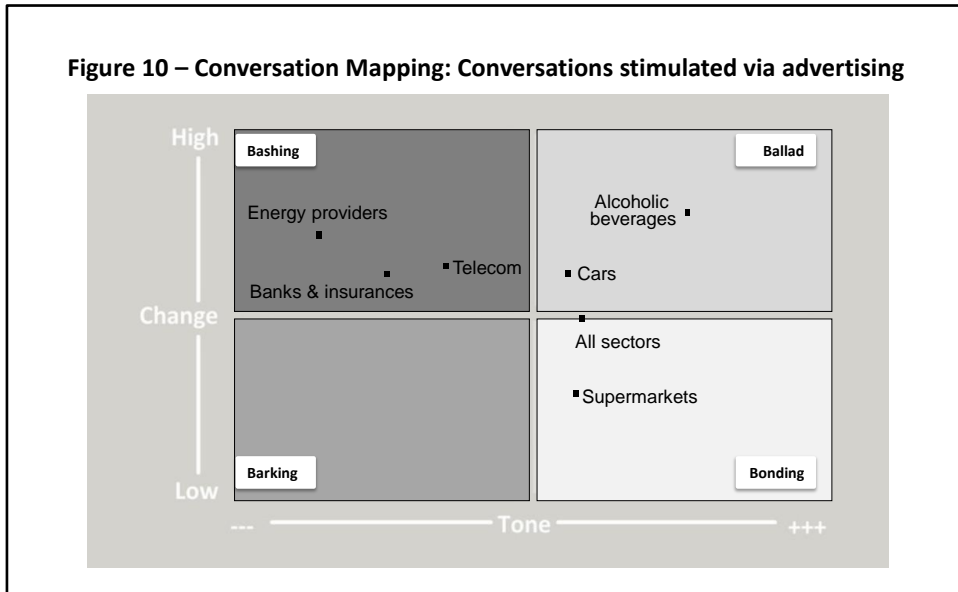 Figure 10 – Conversation Mapping: Conversations stimulated via advertising
High
Bashing
Ballad
Energy providers
Alcoholic
beverages
Telecom
Cars
Banks & insurances
Change
All sectors
Supermarkets
Barking
Bonding
Low
--- Tone +++